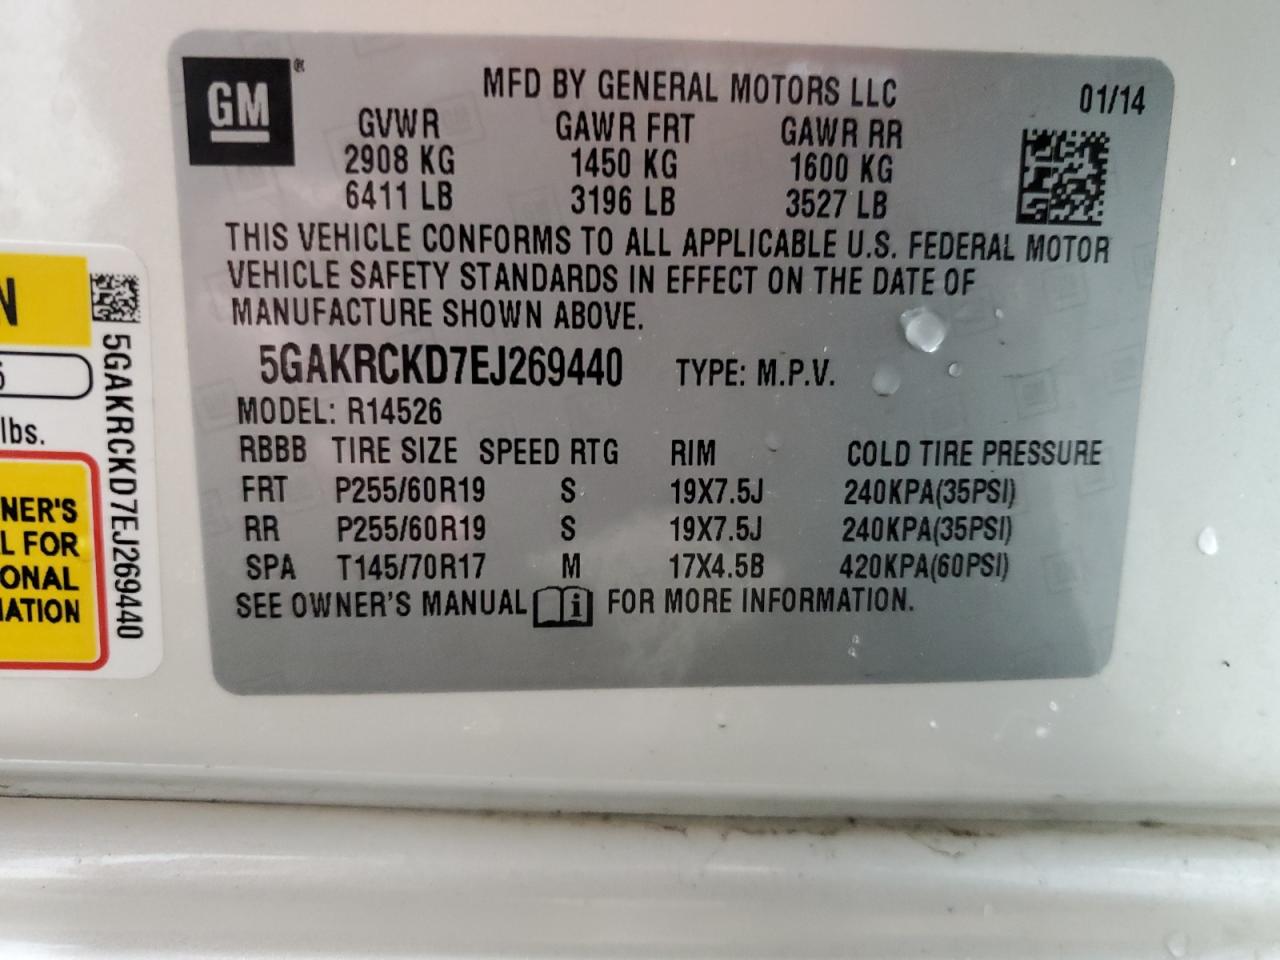 GM®
MFD BY GENERAL MOTORS LLC 01/14
GVWR GAWR FRT GAWR RR
2908 KG 1450 KG 1600 KG
6411 LB 3196 LB 3527 LB
THIS VEHICLE CONFORMS TO ALL APPLICABLE U.S. FEDERAL MOTOR
VEHICLE SAFETY STANDARDS IN EFFECT ON THE DATE OF
MANUFACTURE SHOWN ABOVE.
5GAKRCKD7EJ269440 TYPE: M.P.V.
MODEL: R14526
RBBB TIRE SIZE SPEED RTG RIM COLD TIRE PRESSURE
FRT P255/60R19 S 19X7.5J 240KPA(35PSI)
RR P255/60R19 S 19X7.5J 240KPA(35PSI)
SPA T145/70R17 M 17X4.5B 420KPA(60PSI)
SEE OWNER'S MANUAL i FOR MORE INFORMATION.
5GAKRCKD7EJ269440
N
lbs.
NER'S
L FOR
ONAL
ATION